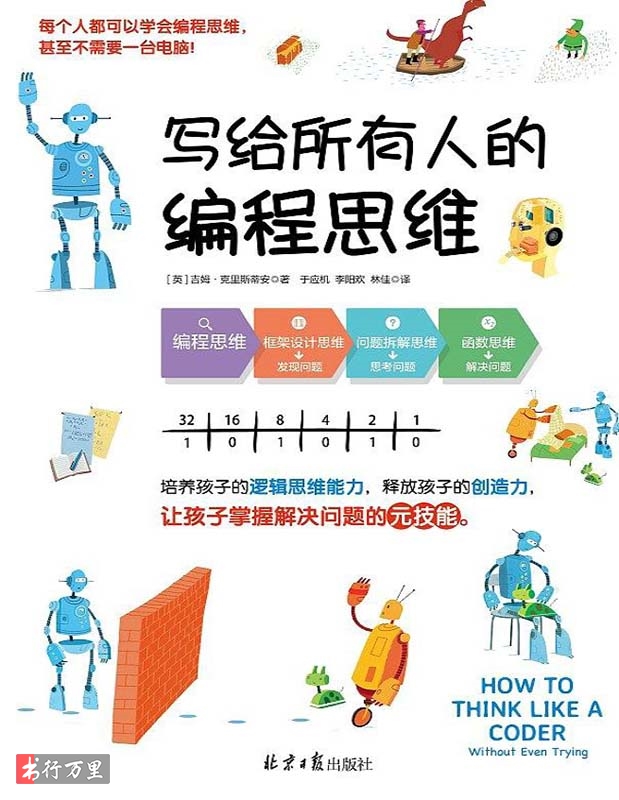 每个人都可以学会编程思维，
甚至不需要一台电脑！
写给所有人的
编程思维
［英］吉姆·克里斯蒂安◎著 于应机 李阳欢 林佳◎译
编程思维
框架设计思维
发现问题
问题拆解思维
思考问题
函数思维
解决问题
32 16 8 4 2 1
1 0 1 0 1 0
培养孩子的逻辑思维能力，释放孩子的创造力，
让孩子掌握解决问题的元技能。
HOW TO
THINK LIKE A
CODER
Without Even Trying
北京日报出版社
书行万里